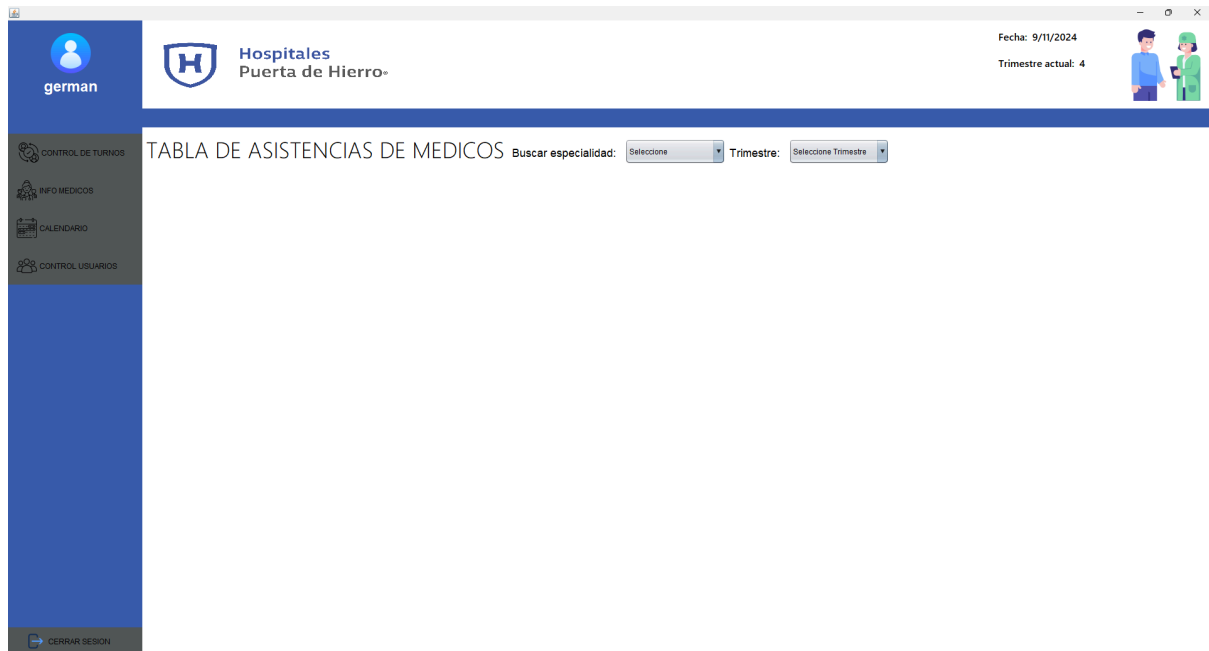 german
Hospitales
Puerta de Hierro
Fecha: 9/11/2024
Trimestre actual: 4
CONTROL DE TURNOS
INFO MEDICOS
CALENDARIO
CONTROL USUARIOS
CERRAR SESION
TABLA DE ASISTENCIAS DE MEDICOS Buscar especialidad: Seleccione Trimestre: Seleccione Trimestre